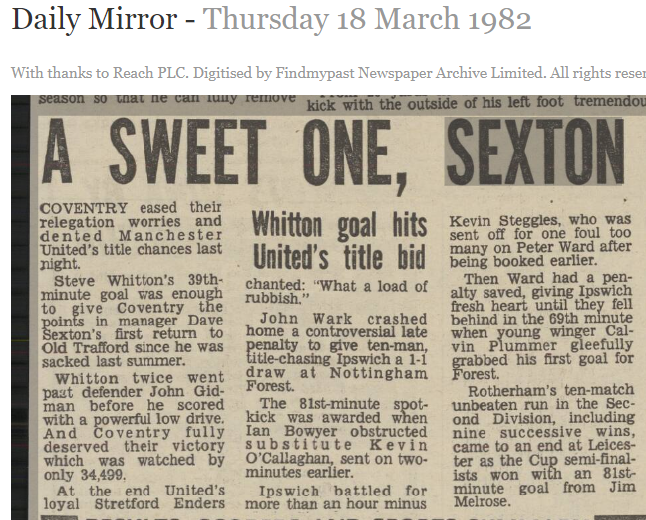 Daily Mirror - Thursday 18 March 1982
With thanks to Reach PLC. Digitised by Findmypast Newspaper Archive Limited. All rights reser
season so that he can fully remove
kick with the outside of his left foot tremendou
A SWEET ONE, SEXTON
COVENTRY eased their
relegation worries and
dented Manchester
United's title chances last
night.
Steve Whitton's 39th-
minute goal was enough
to give Coventry the
points in manager Dave
Sexton's first return to
Old Trafford since he was
sacked last summer.
Whitton twice went
past defender John Gid-
man before he scored
with a powerful low drive.
And Coventry fully
deserved their victory
which was watched by
only 34,499.
At the end United's
loyal Stretford Enders
Whitton goal hits
United's title bid
chanted: "What a load of
rubbish."
John Wark crashed
home a controversial late
penalty to give ten-man,
title-chasing Ipswich a 1-1
draw at Nottingham
Forest.
The 81st-minute spot-
kick was awarded when
Ian Bowyer obstructed
substitute Kevin
O'Callaghan, sent on two-
minutes earlier.
Ipswich battled for
more than an hour minus
Kevin Steggles, who was
sent off for one foul too
many on Peter Ward after
being booked earlier.
Then Ward had a pen-
alty saved, giving Ipswich
fresh heart until they fell
behind in the 69th minute
when young winger Cal-
vin Plummer gleefully
grabbed his first goal for
Forest.
Rotherham's ten-match
unbeaten run in the Sec-
ond Division, including
nine successive wins,
came to an end at Leices-
ter as the Cup semi-final-
ists won with an 81st-
minute goal from Jim
Melrose.